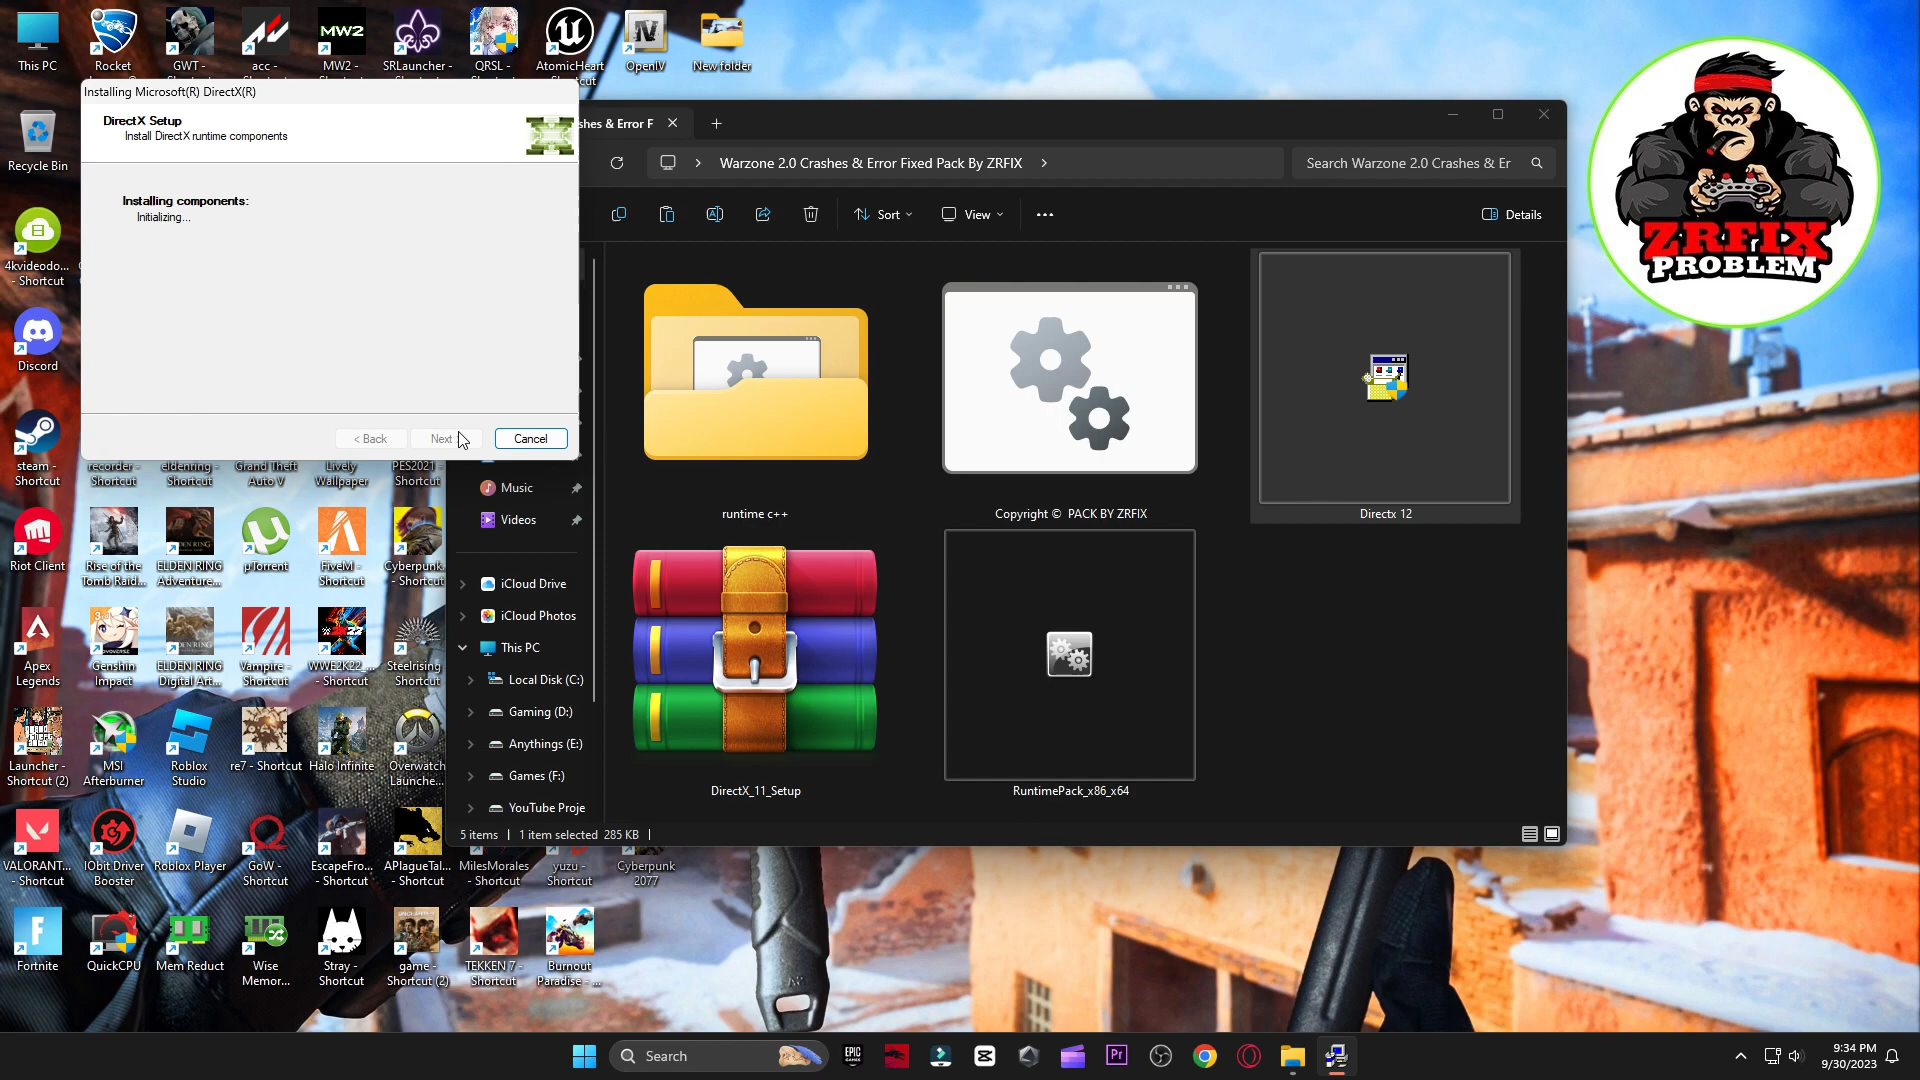 This PC
Rocket
GWT -
acc -
MW2
MW2 -
SRLauncher -
QRSL -
AtomicHeart
OpenIV
New folder
Installing Microsoft(R) DirectX(R)
DirectX Setup
Install DirectX runtime components
Installing components:
Initializing...
< Back
Next
Cancel
shes & Error F
Warzone 2.0 Crashes & Error Fixed Pack By ZRFIX
Search Warzone 2.0 Crashes & Er
Sort
View
Details
ZRFIX
PROBLEM
Recycle Bin
4kvideodo...
- Shortcut
Discord
steam -
Shortcut
recorder -
Shortcut
eldenring -
Shortcut
Grand Theft
Auto V
Lively
Wallpaper
PES2021 -
Shortcut
Music
Videos
iCloud Drive
iCloud Photos
This PC
Local Disk (C:)
Gaming (D:)
Anythings (E:)
Games (F:)
YouTube Proje
runtime c++
Copyright © PACK BY ZRFIX
Directx 12
DirectX_11_Setup
RuntimePack_x86_x64
5 items
1 item selected 285 KB
Riot Client
Rise of the
Tomb Raid...
ELDEN RING
Adventure...
µTorrent
FiveM -
Shortcut
Cyberpunk...
- Shortcut
Apex
Legends
Genshin
Impact
ELDEN RING
Digital Art...
Vampire -
Shortcut
WWE2K22_...
- Shortcut
Steelrising
Shortcut
Launcher -
Shortcut (2)
MSI
Afterburner
Roblox
Studio
re7 - Shortcut
Halo Infinite
Overwatch
Launche...
VALORANT...
- Shortcut
IObit Driver
Booster
Roblox Player
GoW -
Shortcut
EscapeFro...
- Shortcut
APlagueTal...
- Shortcut
MilesMorales
- Shortcut
yuzu -
Shortcut
Cyberpunk
2077
Fortnite
QuickCPU
Mem Reduct
Wise
Memor...
Stray -
Shortcut
game -
Shortcut (2)
TEKKEN 7 -
Shortcut
Burnout
Paradise - ...
Search
EPIC
GAMES
Pr
9:34 PM
9/30/2023